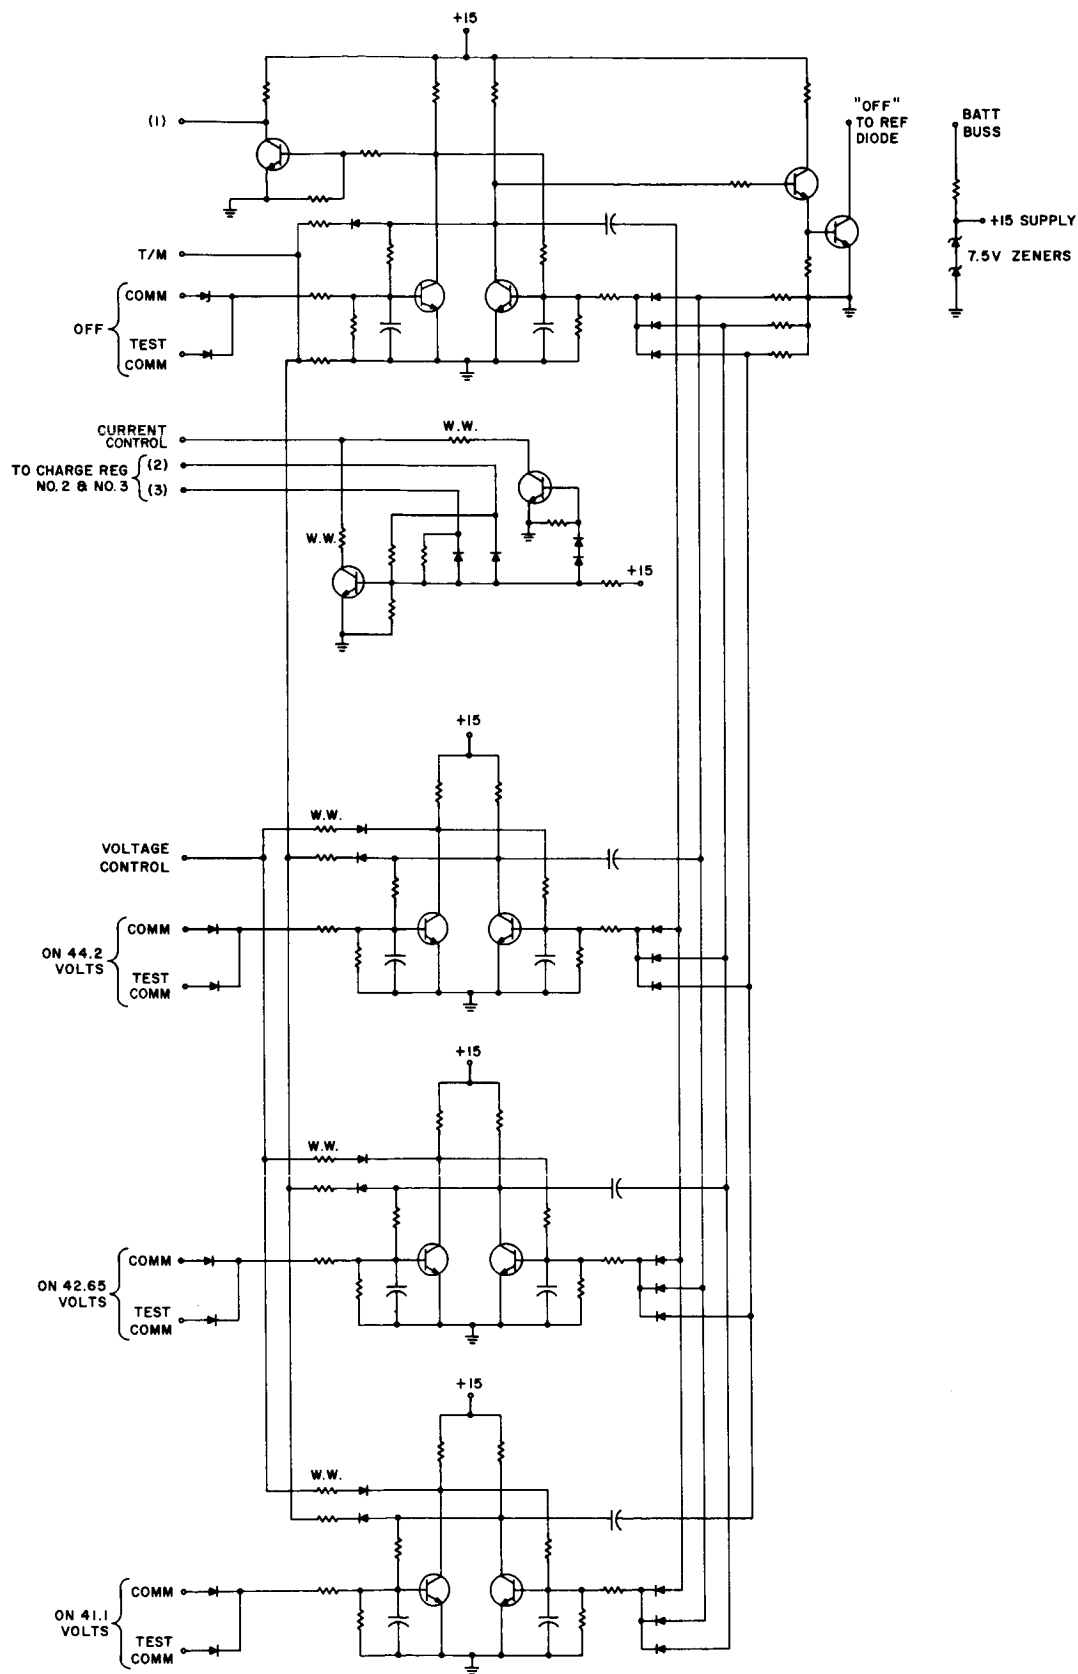 +15
(1)
"OFF"
TO REF
DIODE
BATT
BUSS
+15 SUPPLY
7.5V ZENERS
T/M
OFF
COMM
TEST
COMM
CURRENT
CONTROL
W.W.
TO CHARGE REG
NO. 2 & NO. 3
(2)
(3)
W.W.
+15
+15
W.W.
VOLTAGE
CONTROL
ON 44.2
VOLTS
COMM
TEST
COMM
+15
W.W.
ON 42.65
VOLTS
COMM
TEST
COMM
+15
W.W.
ON 41.1
VOLTS
COMM
TEST
COMM